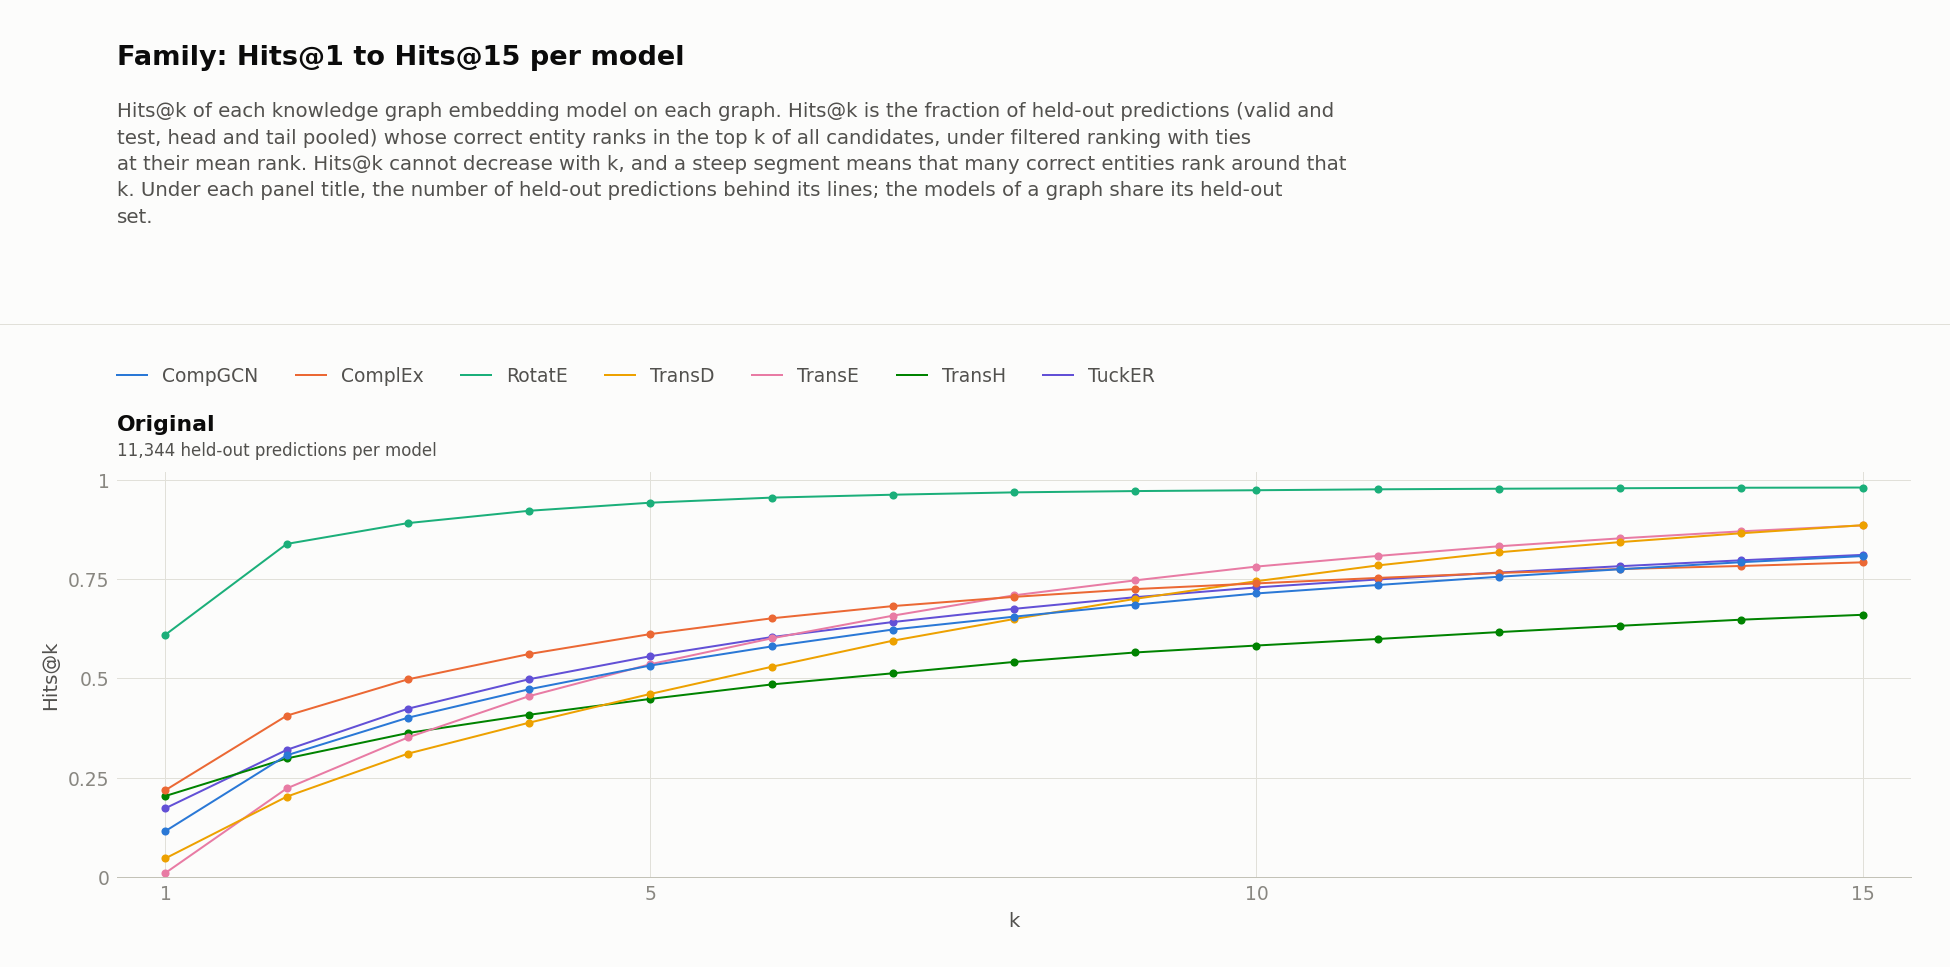 Family: Hits@1 to Hits@15 per model
Hits@k of each knowledge graph embedding model on each graph. Hits@k is the fraction of held-out predictions (valid and
test, head and tail pooled) whose correct entity ranks in the top k of all candidates, under filtered ranking with ties
at their mean rank. Hits@k cannot decrease with k, and a steep segment means that many correct entities rank around that
k. Under each panel title, the number of held-out predictions behind its lines; the models of a graph share its held-out
set.
CompGCN ComplEx RotatE TransD TransE TransH TuckER
Original
11,344 held-out predictions per model
1
0.75
0.5
0.25
0
Hits@k
1 5 10 15
k